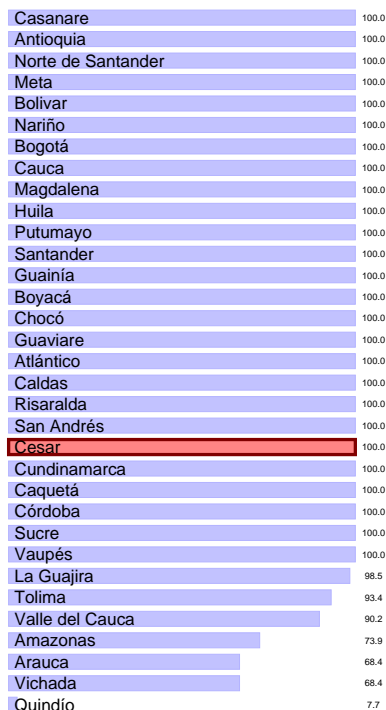 Casanare 100.0
Antioquia 100.0
Norte de Santander 100.0
Meta 100.0
Bolivar 100.0
Nariño 100.0
Bogotá 100.0
Cauca 100.0
Magdalena 100.0
Huila 100.0
Putumayo 100.0
Santander 100.0
Guainía 100.0
Boyacá 100.0
Chocó 100.0
Guaviare 100.0
Atlántico 100.0
Caldas 100.0
Risaralda 100.0
San Andrés 100.0
Cesar 100.0
Cundinamarca 100.0
Caquetá 100.0
Córdoba 100.0
Sucre 100.0
Vaupés 100.0
La Guajira 98.5
Tolima 93.4
Valle del Cauca 90.2
Amazonas 73.9
Arauca 68.4
Vichada 68.4
Quindío 7.7